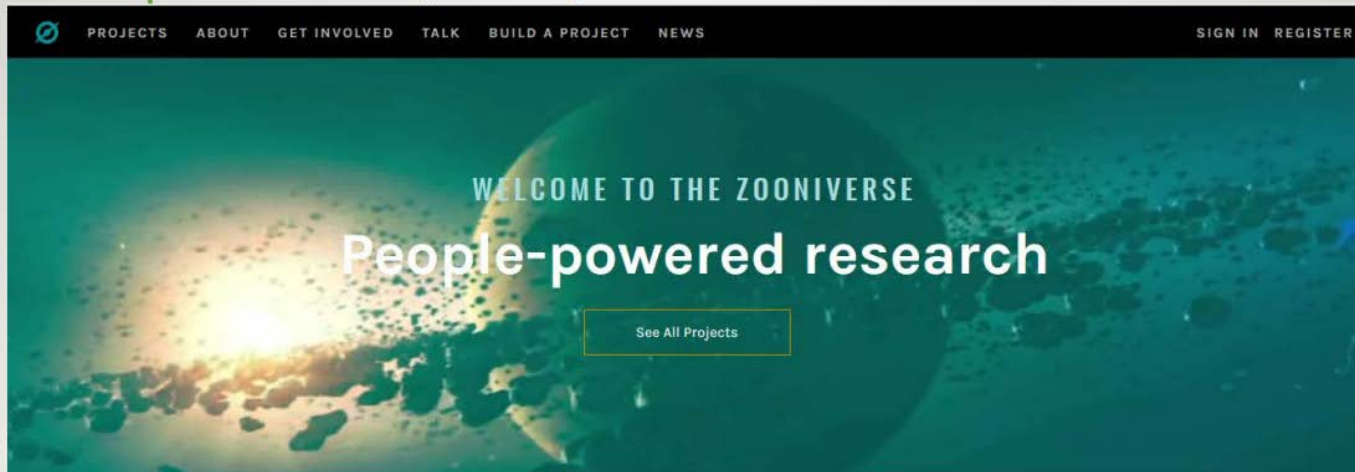 PROJECTS ABOUT GET INVOLVED TALK BUILD A PROJECT NEWS SIGN IN REGISTER
WELCOME TO THE ZOONIVERSE
People-powered research
See All Projects